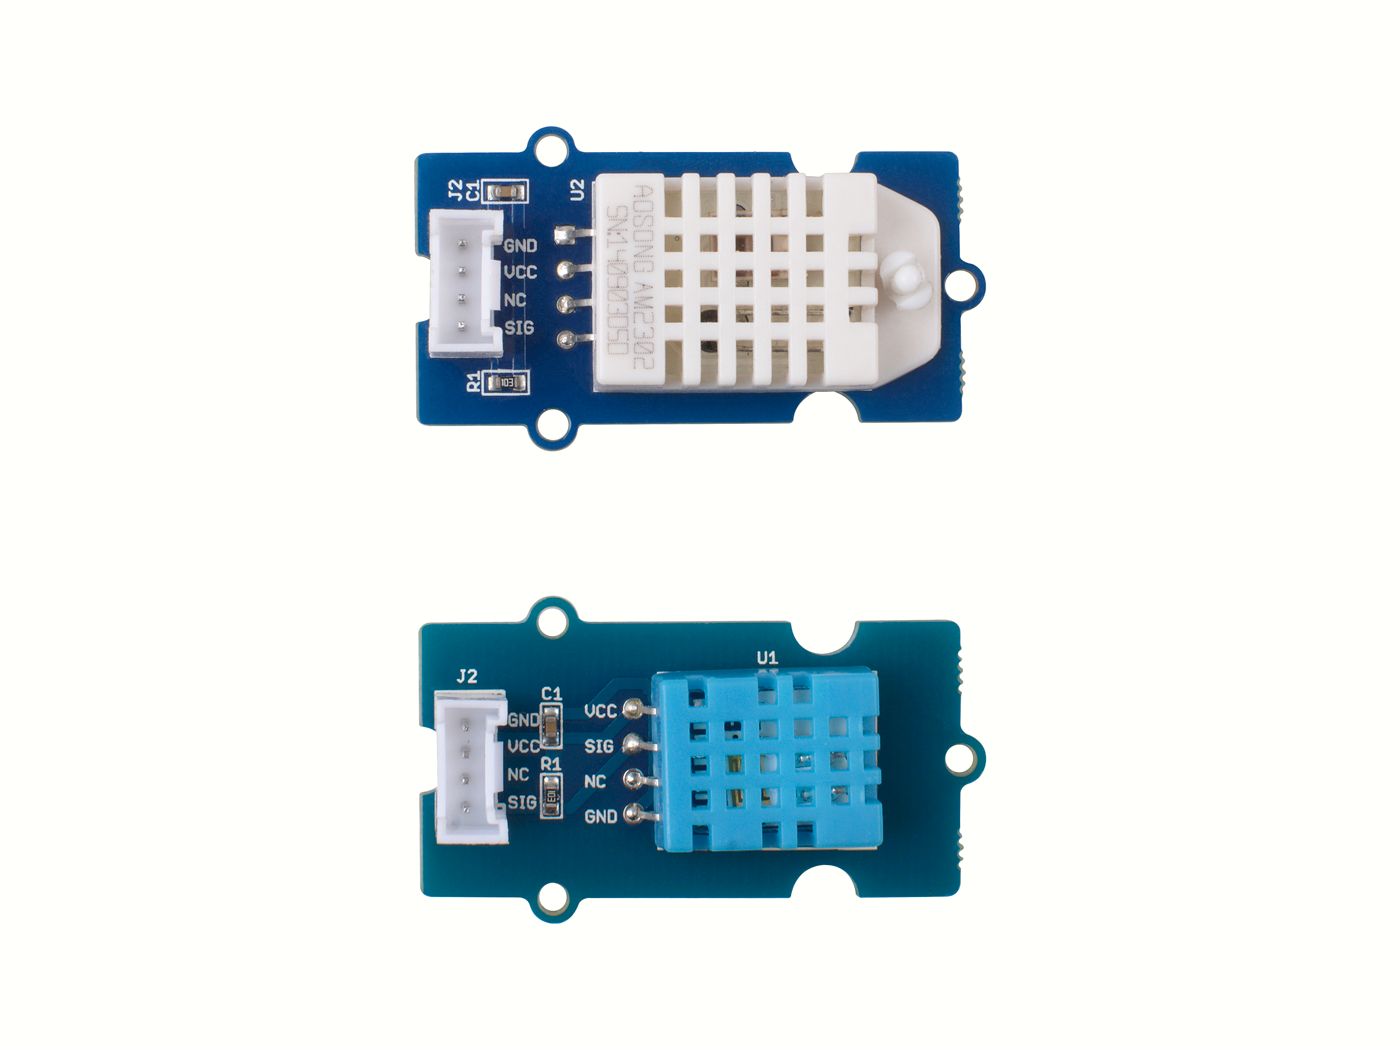 J2
C1
U2
GND
VCC
NC
SIG
R1
103
AOSONG AM2302
SN:140903050
J2
C1
GND
VCC
NC
SIG
R1
VCC
SIG
NC
GND
U1